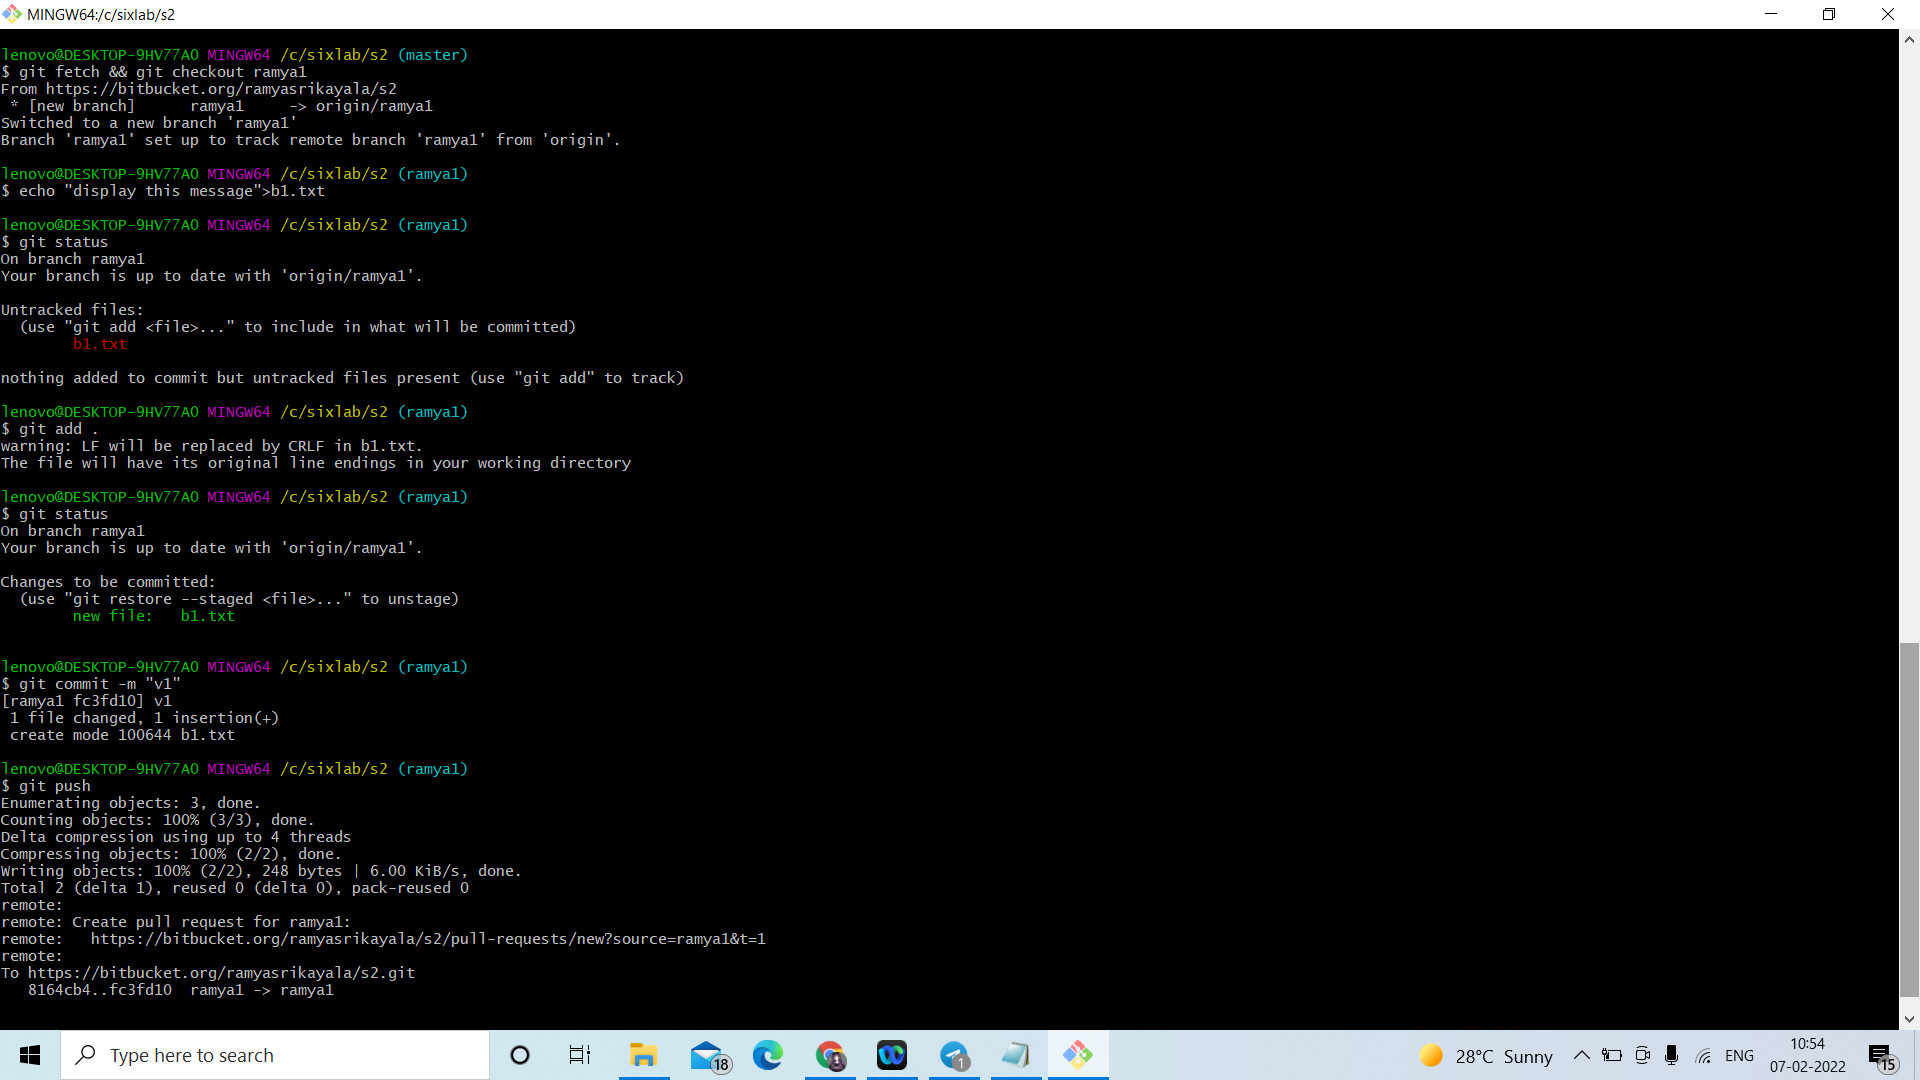 MINGW64:/c/sixlab/s2
lenovo@DESKTOP-9HV77AO MINGW64 /c/sixlab/s2 (master)
$ git fetch && git checkout ramya1
From https://bitbucket.org/ramyasrikayala/s2
 * [new branch]      ramya1     -> origin/ramya1
Switched to a new branch 'ramya1'
Branch 'ramya1' set up to track remote branch 'ramya1' from 'origin'.
lenovo@DESKTOP-9HV77AO MINGW64 /c/sixlab/s2 (ramya1)
$ echo "display this message">b1.txt
lenovo@DESKTOP-9HV77AO MINGW64 /c/sixlab/s2 (ramya1)
$ git status
On branch ramya1
Your branch is up to date with 'origin/ramya1'.
Untracked files:
  (use "git add <file>..." to include in what will be committed)
        b1.txt
nothing added to commit but untracked files present (use "git add" to track)
lenovo@DESKTOP-9HV77AO MINGW64 /c/sixlab/s2 (ramya1)
$ git add .
warning: LF will be replaced by CRLF in b1.txt.
The file will have its original line endings in your working directory
lenovo@DESKTOP-9HV77AO MINGW64 /c/sixlab/s2 (ramya1)
$ git status
On branch ramya1
Your branch is up to date with 'origin/ramya1'.
Changes to be committed:
  (use "git restore --staged <file>..." to unstage)
        new file:   b1.txt
lenovo@DESKTOP-9HV77AO MINGW64 /c/sixlab/s2 (ramya1)
$ git commit -m "v1"
[ramya1 fc3fd10] v1
 1 file changed, 1 insertion(+)
 create mode 100644 b1.txt
lenovo@DESKTOP-9HV77AO MINGW64 /c/sixlab/s2 (ramya1)
$ git push
Enumerating objects: 3, done.
Counting objects: 100% (3/3), done.
Delta compression using up to 4 threads
Compressing objects: 100% (2/2), done.
Writing objects: 100% (2/2), 248 bytes | 6.00 KiB/s, done.
Total 2 (delta 1), reused 0 (delta 0), pack-reused 0
remote:
remote: Create pull request for ramya1:
remote:   https://bitbucket.org/ramyasrikayala/s2/pull-requests/new?source=ramya1&t=1
remote:
To https://bitbucket.org/ramyasrikayala/s2.git
   8164cb4..fc3fd10  ramya1 -> ramya1
Type here to search
18
1
28°C Sunny
ENG
10:54
07-02-2022
15